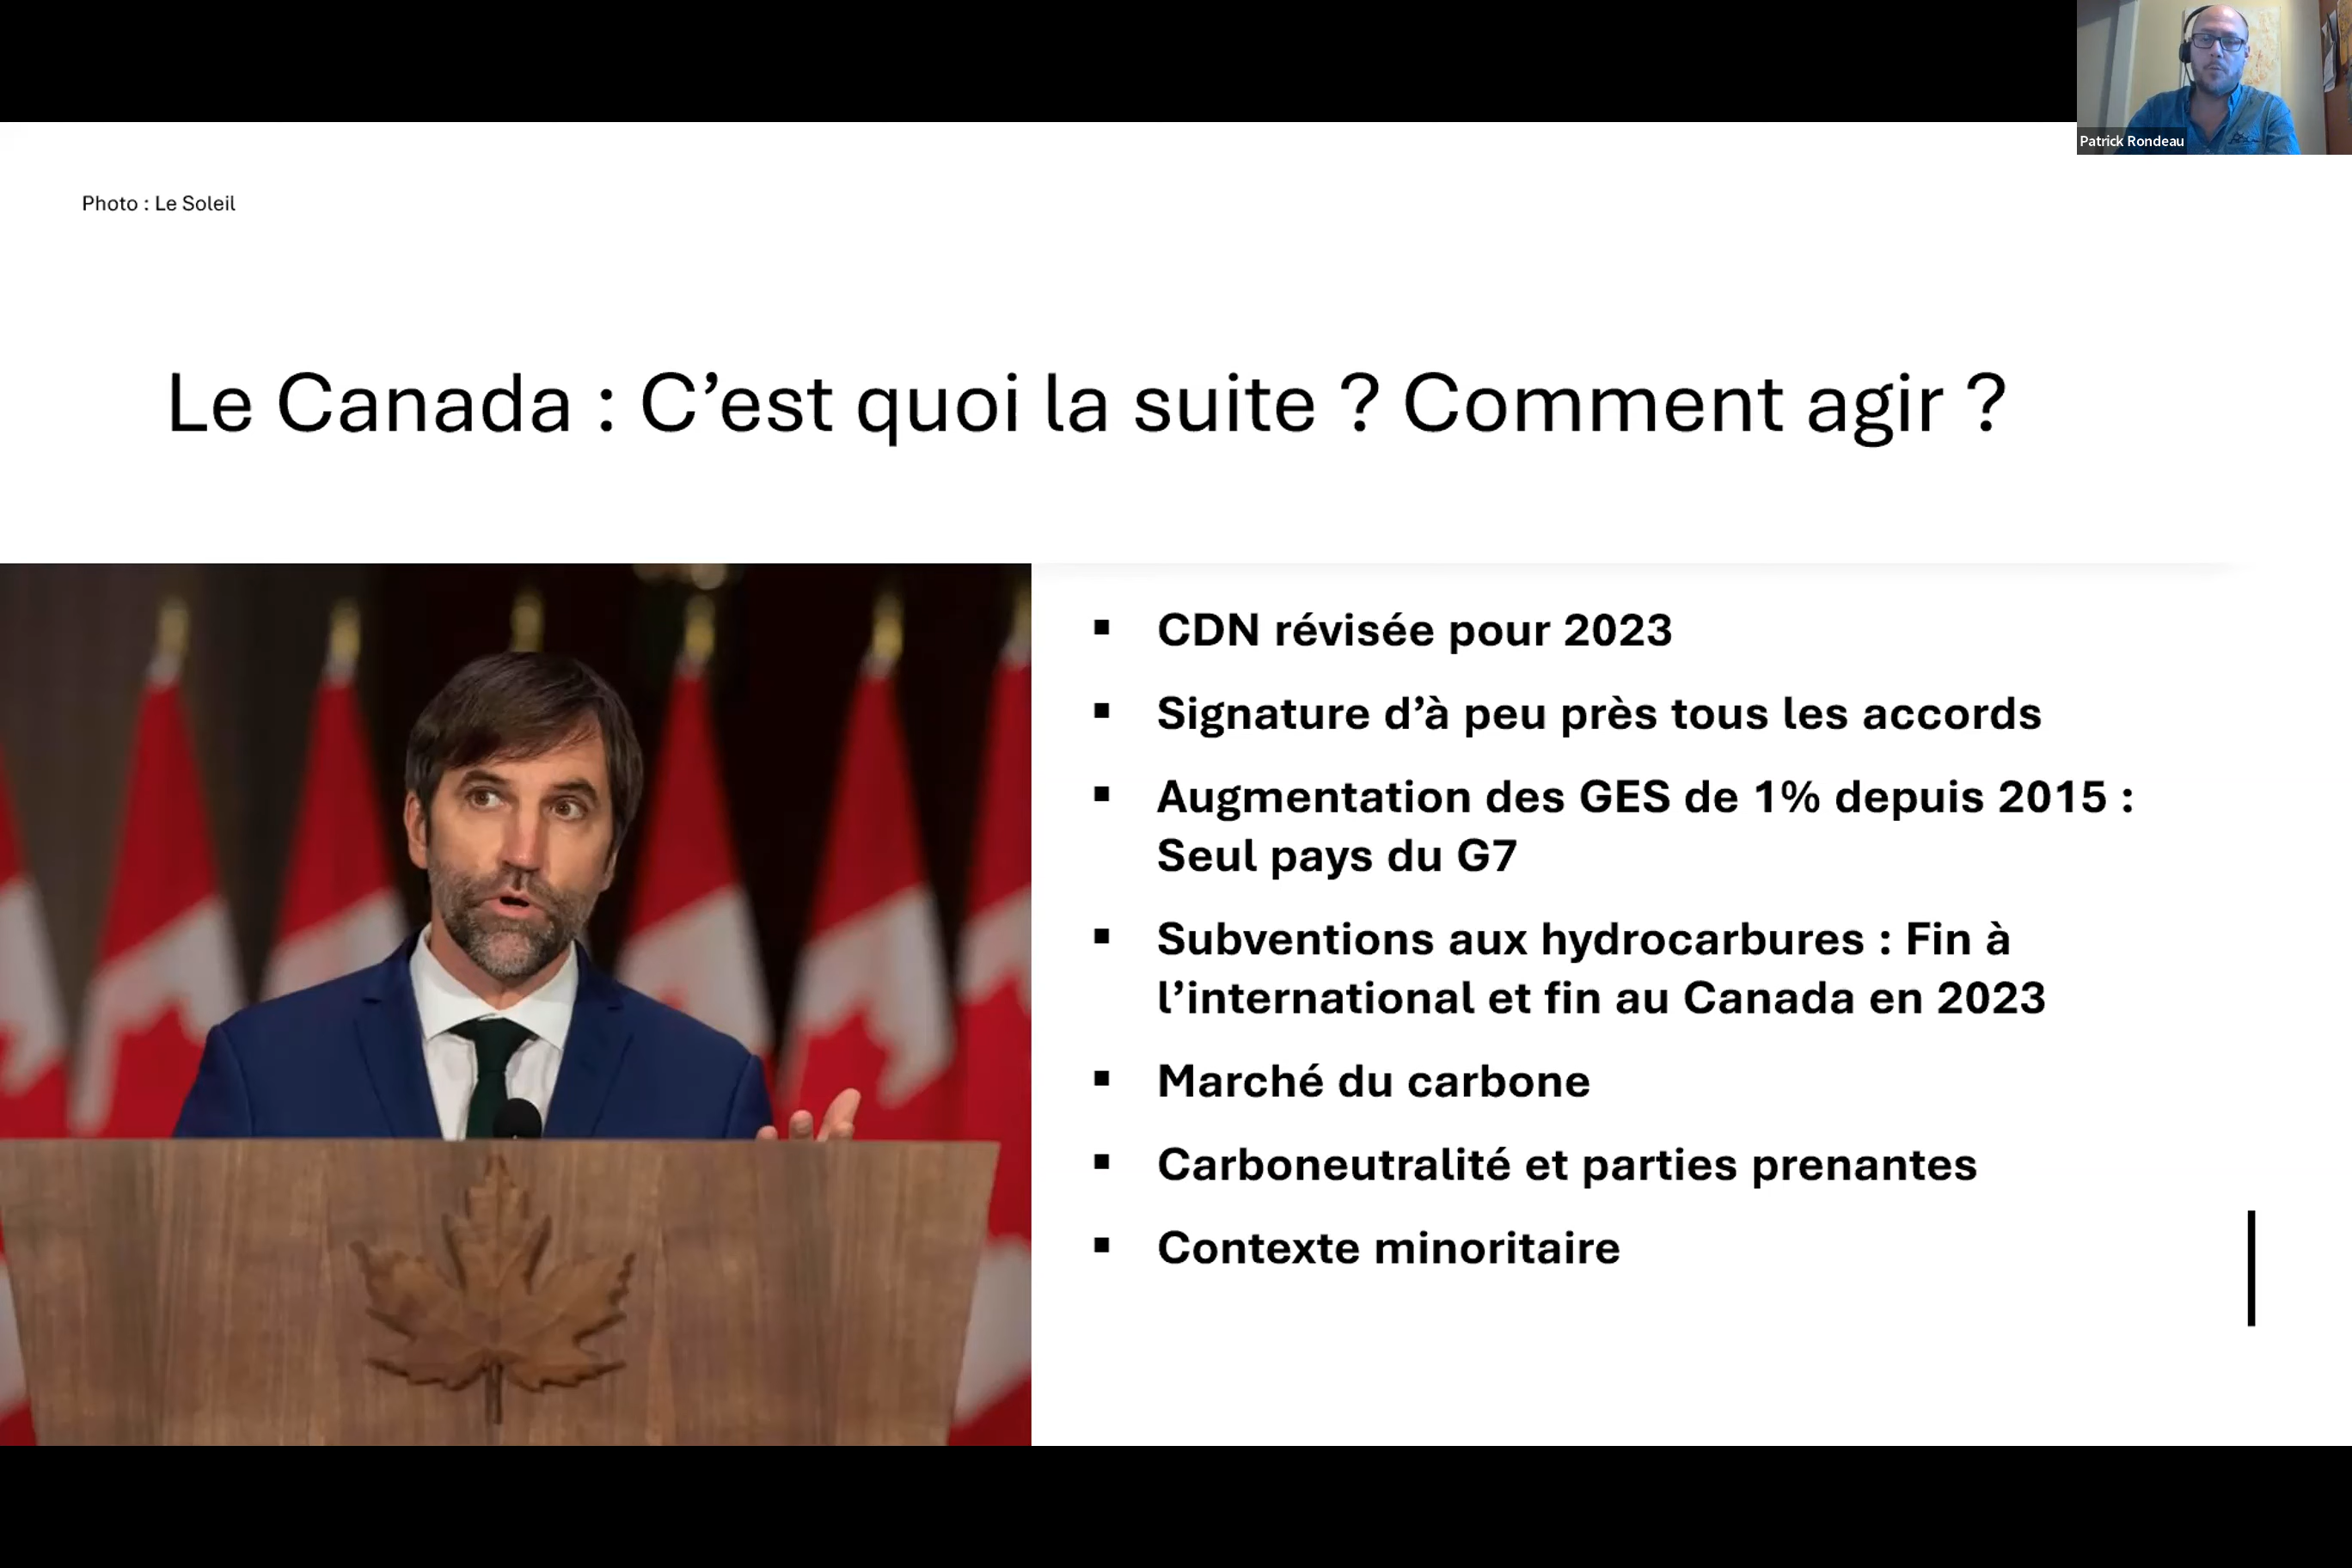 Patrick Rondeau
Photo : Le Soleil
Le Canada : C’est quoi la suite ? Comment agir ?
▪ CDN révisée pour 2023
▪ Signature d’à peu près tous les accords
▪ Augmentation des GES de 1% depuis 2015 :
Seul pays du G7
▪ Subventions aux hydrocarbures : Fin à
l’international et fin au Canada en 2023
▪ Marché du carbone
▪ Carboneutralité et parties prenantes
▪ Contexte minoritaire